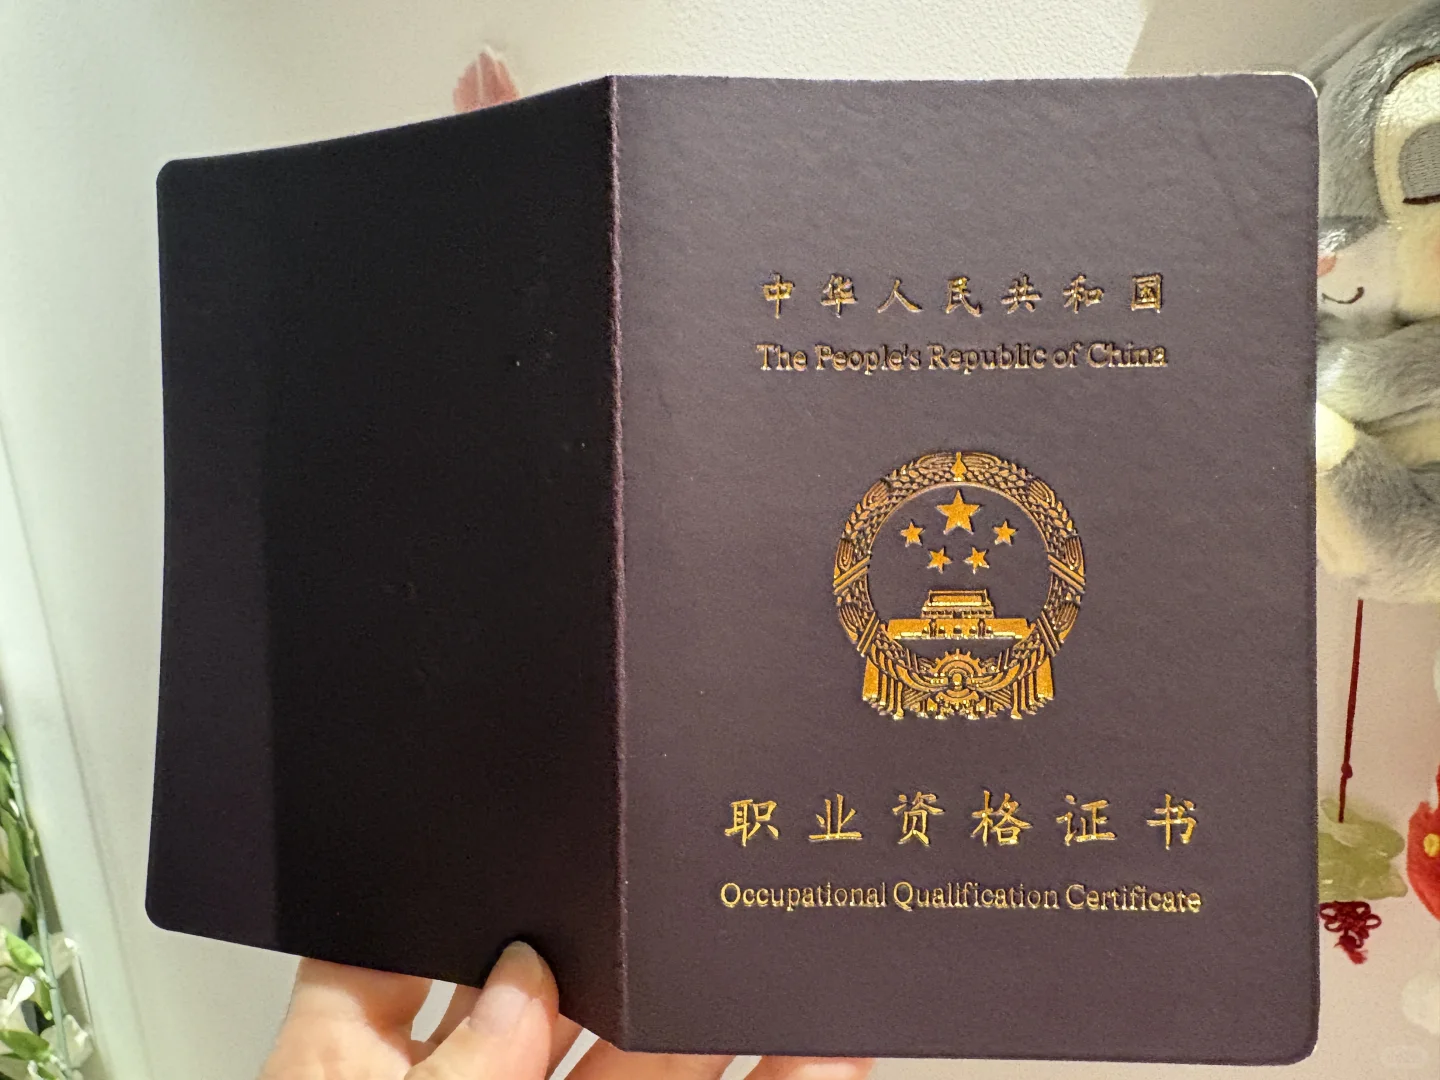 中华人民共和国
The People's Republic of China
职业资格证书
Occupational Qualification Certificate